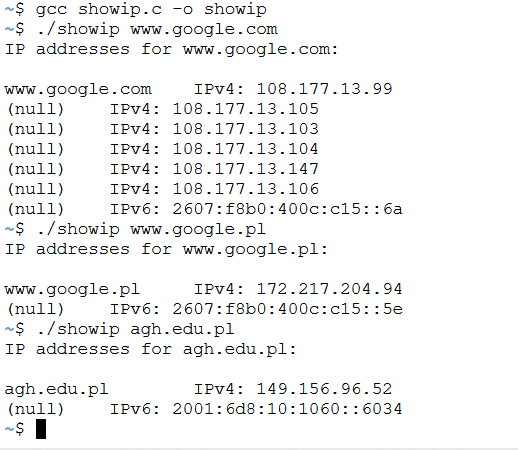 ~$ gcc showip.c -o showip
~$ ./showip www.google.com
IP addresses for www.google.com:
www.google.com    IPv4: 108.177.13.99
(null)    IPv4: 108.177.13.105
(null)    IPv4: 108.177.13.103
(null)    IPv4: 108.177.13.104
(null)    IPv4: 108.177.13.147
(null)    IPv4: 108.177.13.106
(null)    IPv6: 2607:f8b0:400c:c15::6a
~$ ./showip www.google.pl
IP addresses for www.google.pl:
www.google.pl     IPv4: 172.217.204.94
(null)    IPv6: 2607:f8b0:400c:c15::5e
~$ ./showip agh.edu.pl
IP addresses for agh.edu.pl:
agh.edu.pl        IPv4: 149.156.96.52
(null)    IPv6: 2001:6d8:10:1060::6034
~$